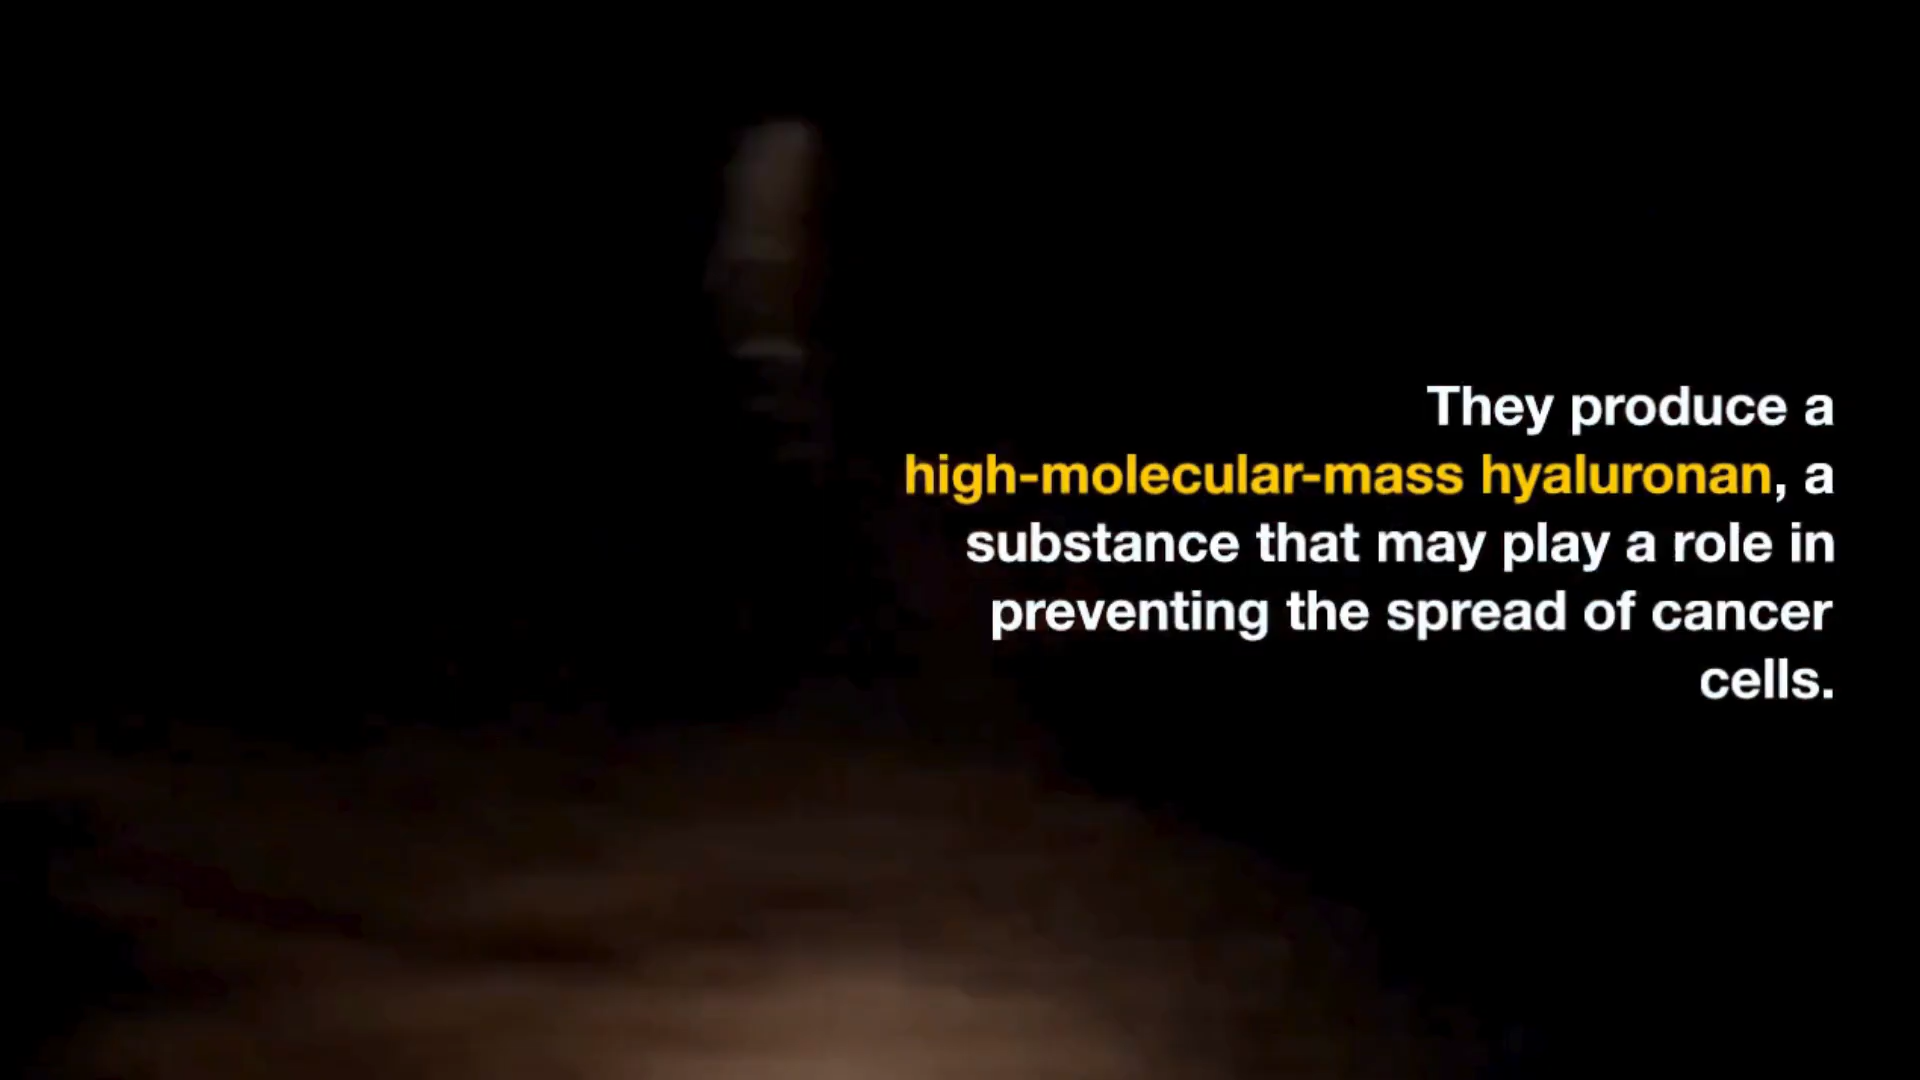 They produce a
high-molecular-mass hyaluronan, a
substance that may play a role in
preventing the spread of cancer
cells.